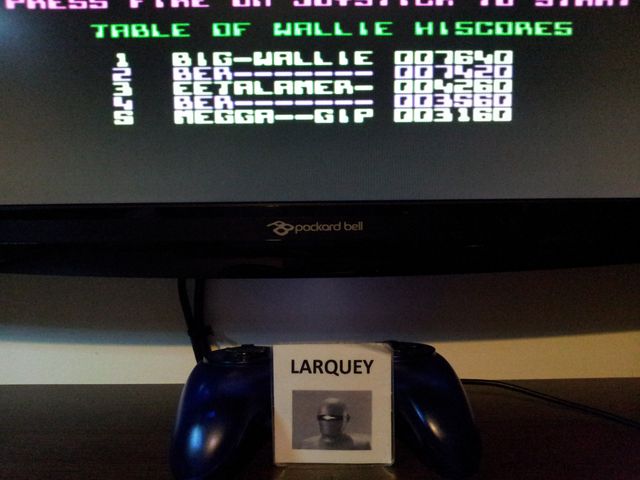 PRESS FIRE ON JOYSTICK TO START
TABLE OF WALLIE HISCORES
1 BIG-WALLIE 007640
2 BER------- 007420
3 EETALAMER- 004260
4 BER------- 003560
5 MEGGA--GIP 003160
packard bell
LARQUEY